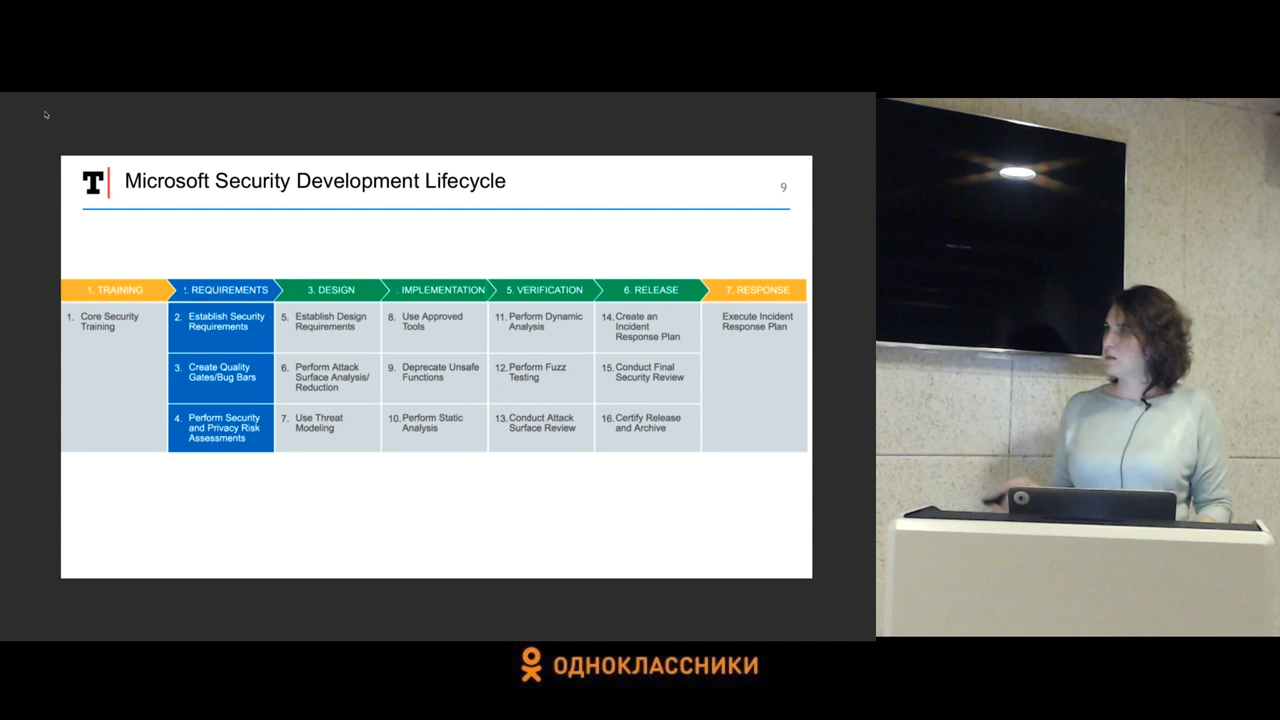 T
Microsoft Security Development Lifecycle
9
1. TRAINING
. REQUIREMENTS
3. DESIGN
. IMPLEMENTATION
5. VERIFICATION
6. RELEASE
7. RESPONSE
1. Core Security
Training
2. Establish Security
Requirements
3. Create Quality
Gates/Bug Bars
4. Perform Security
and Privacy Risk
Assessments
5. Establish Design
Requirements
6. Perform Attack
Surface Analysis/
Reduction
7. Use Threat
Modeling
8. Use Approved
Tools
9. Deprecate Unsafe
Functions
10. Perform Static
Analysis
11. Perform Dynamic
Analysis
12. Perform Fuzz
Testing
13. Conduct Attack
Surface Review
14. Create an
Incident
Response Plan
15. Conduct Final
Security Review
16. Certify Release
and Archive
Execute Incident
Response Plan
ОДНОКЛАССНИКИ